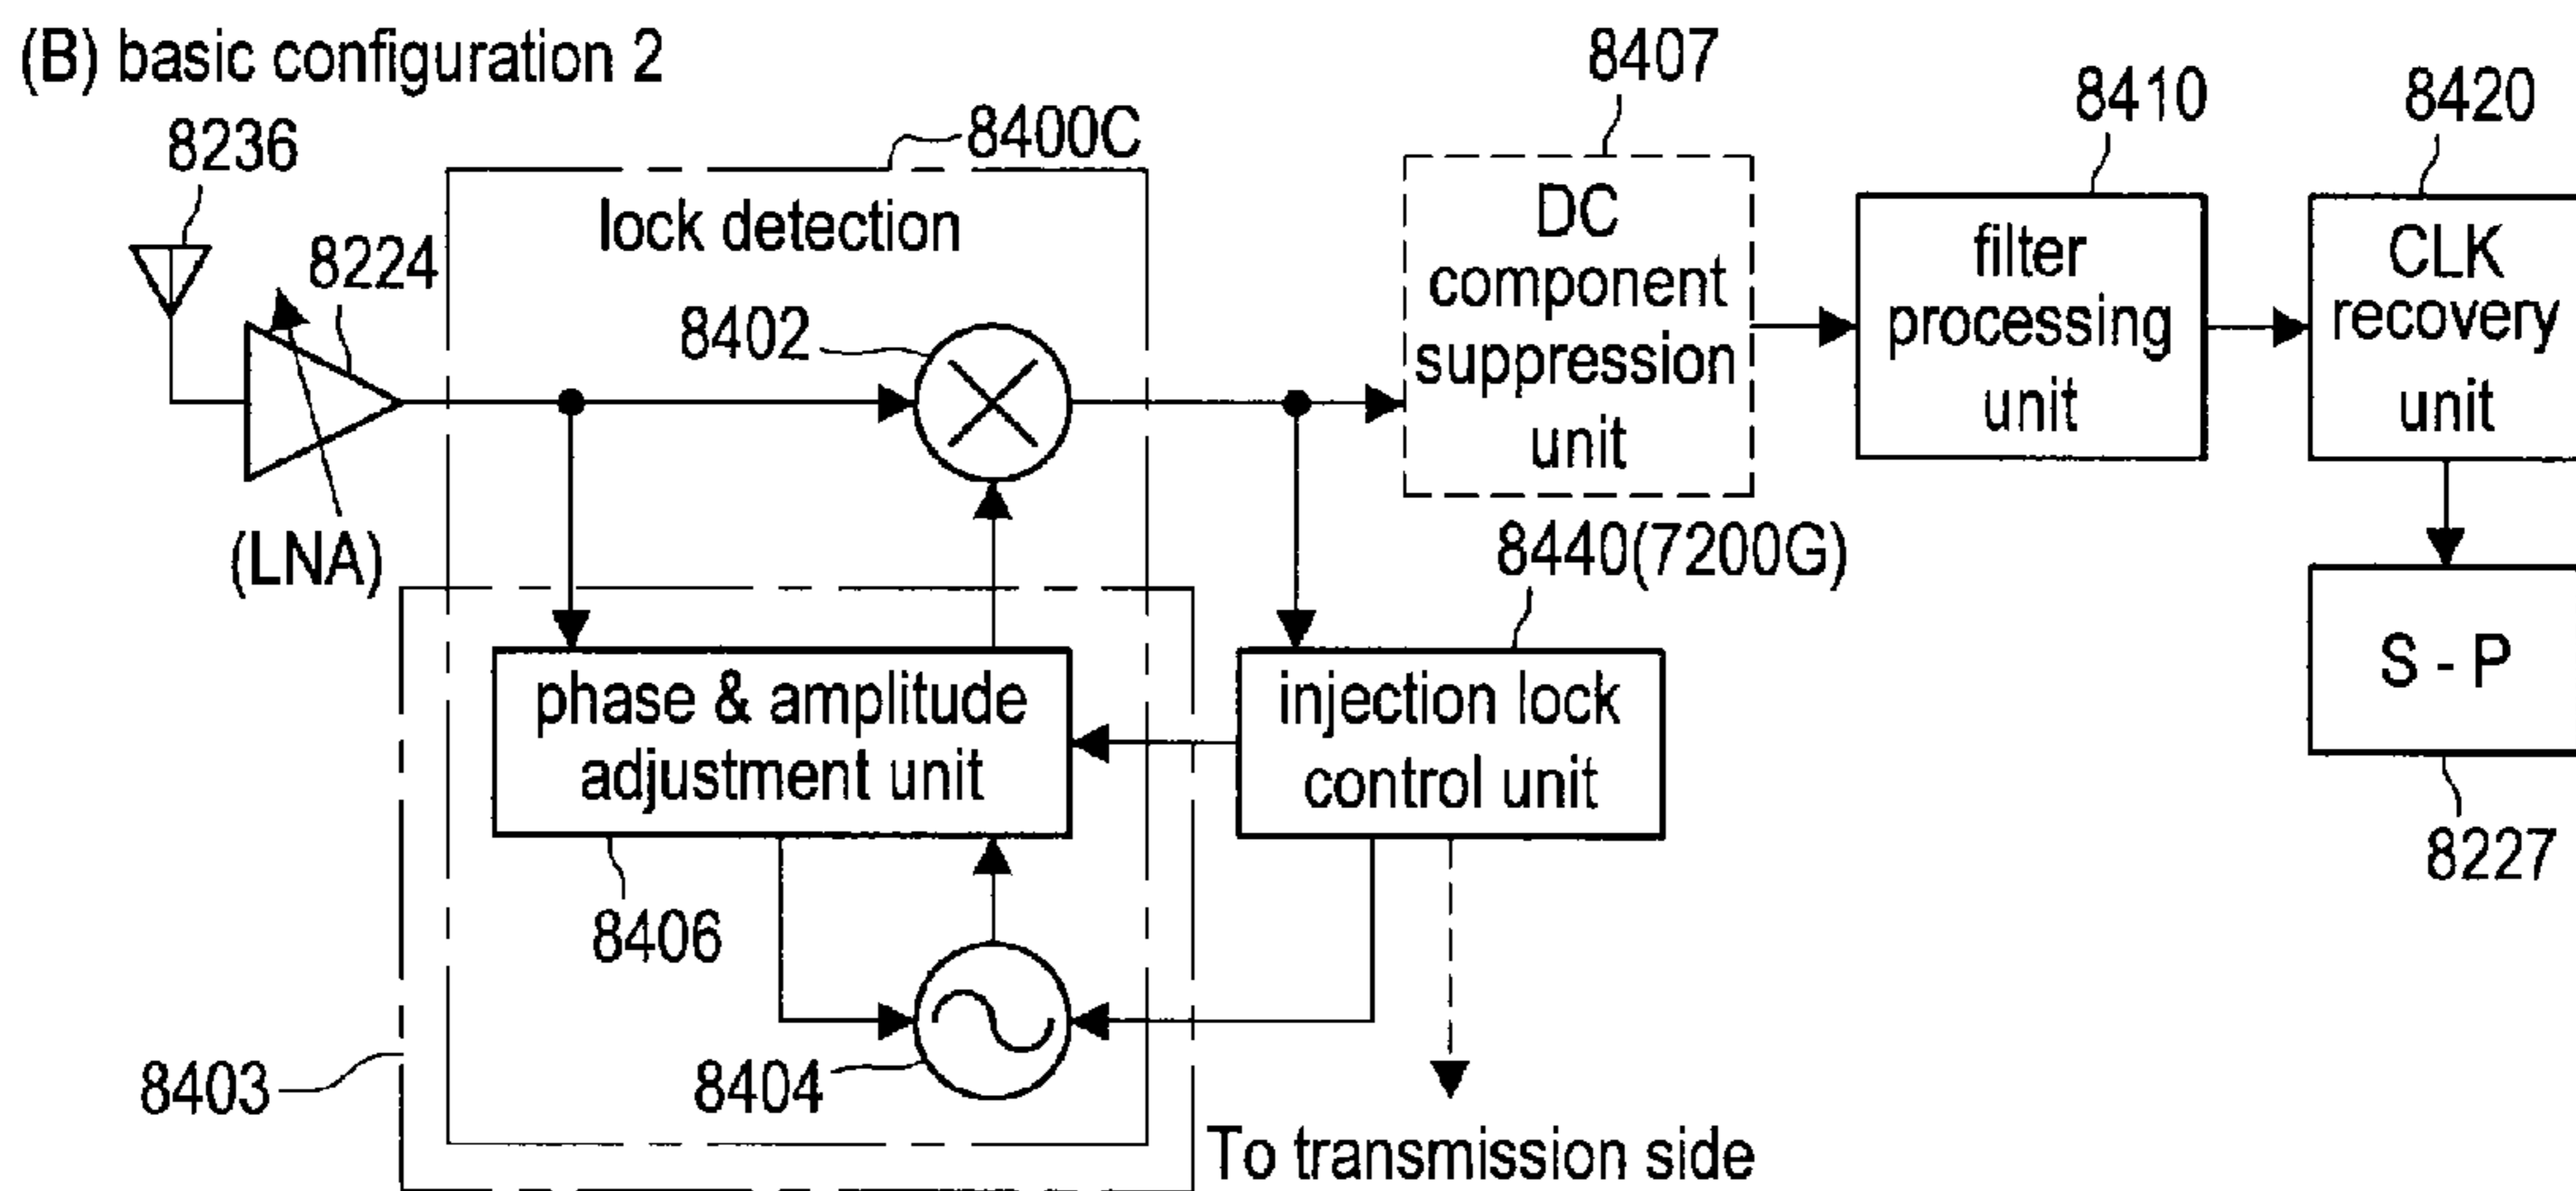 (B) basic configuration 2
8236
8224
(LNA)
8400C
lock detection
8402
8407
DC
component
suppression
unit
8410
filter
processing
unit
8420
CLK
recovery
unit
8440(7200G)
phase & amplitude
adjustment unit
injection lock
control unit
S - P
8406
8227
8403
8404
To transmission side